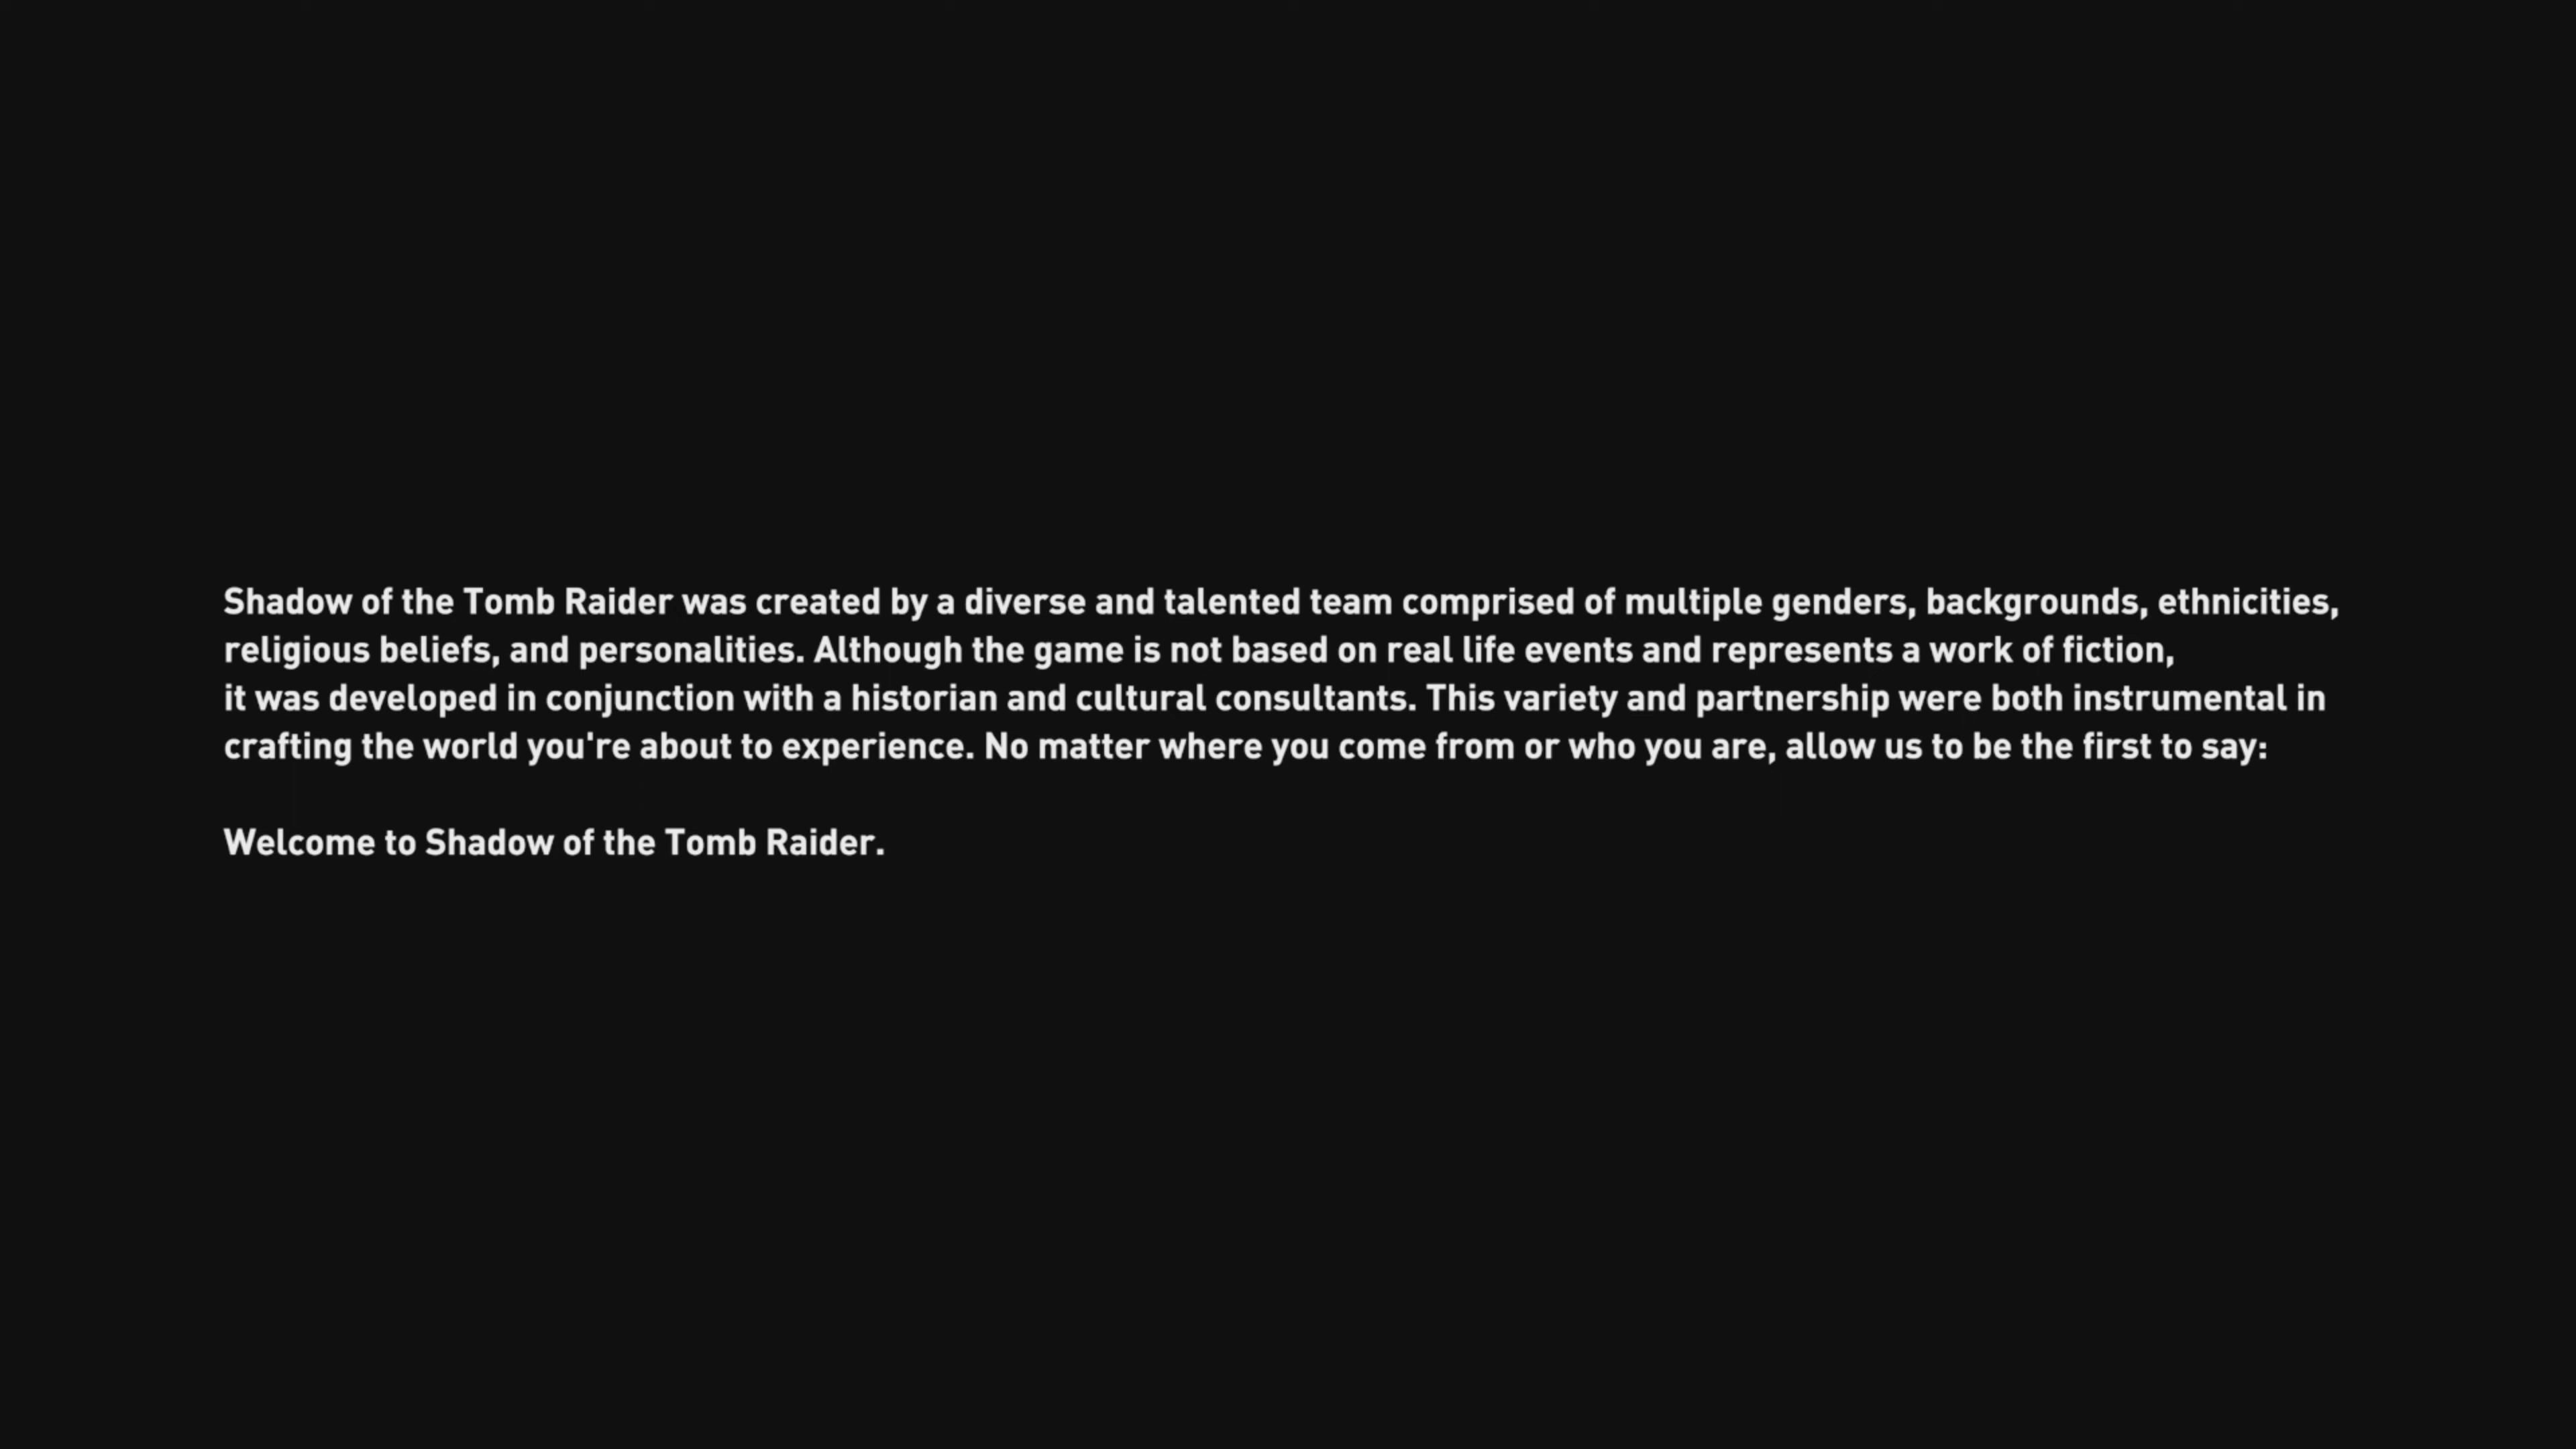 Shadow of the Tomb Raider was created by a diverse and talented team comprised of multiple genders, backgrounds, ethnicities,
religious beliefs, and personalities. Although the game is not based on real life events and represents a work of fiction,
it was developed in conjunction with a historian and cultural consultants. This variety and partnership were both instrumental in
crafting the world you're about to experience. No matter where you come from or who you are, allow us to be the first to say:
Welcome to Shadow of the Tomb Raider.